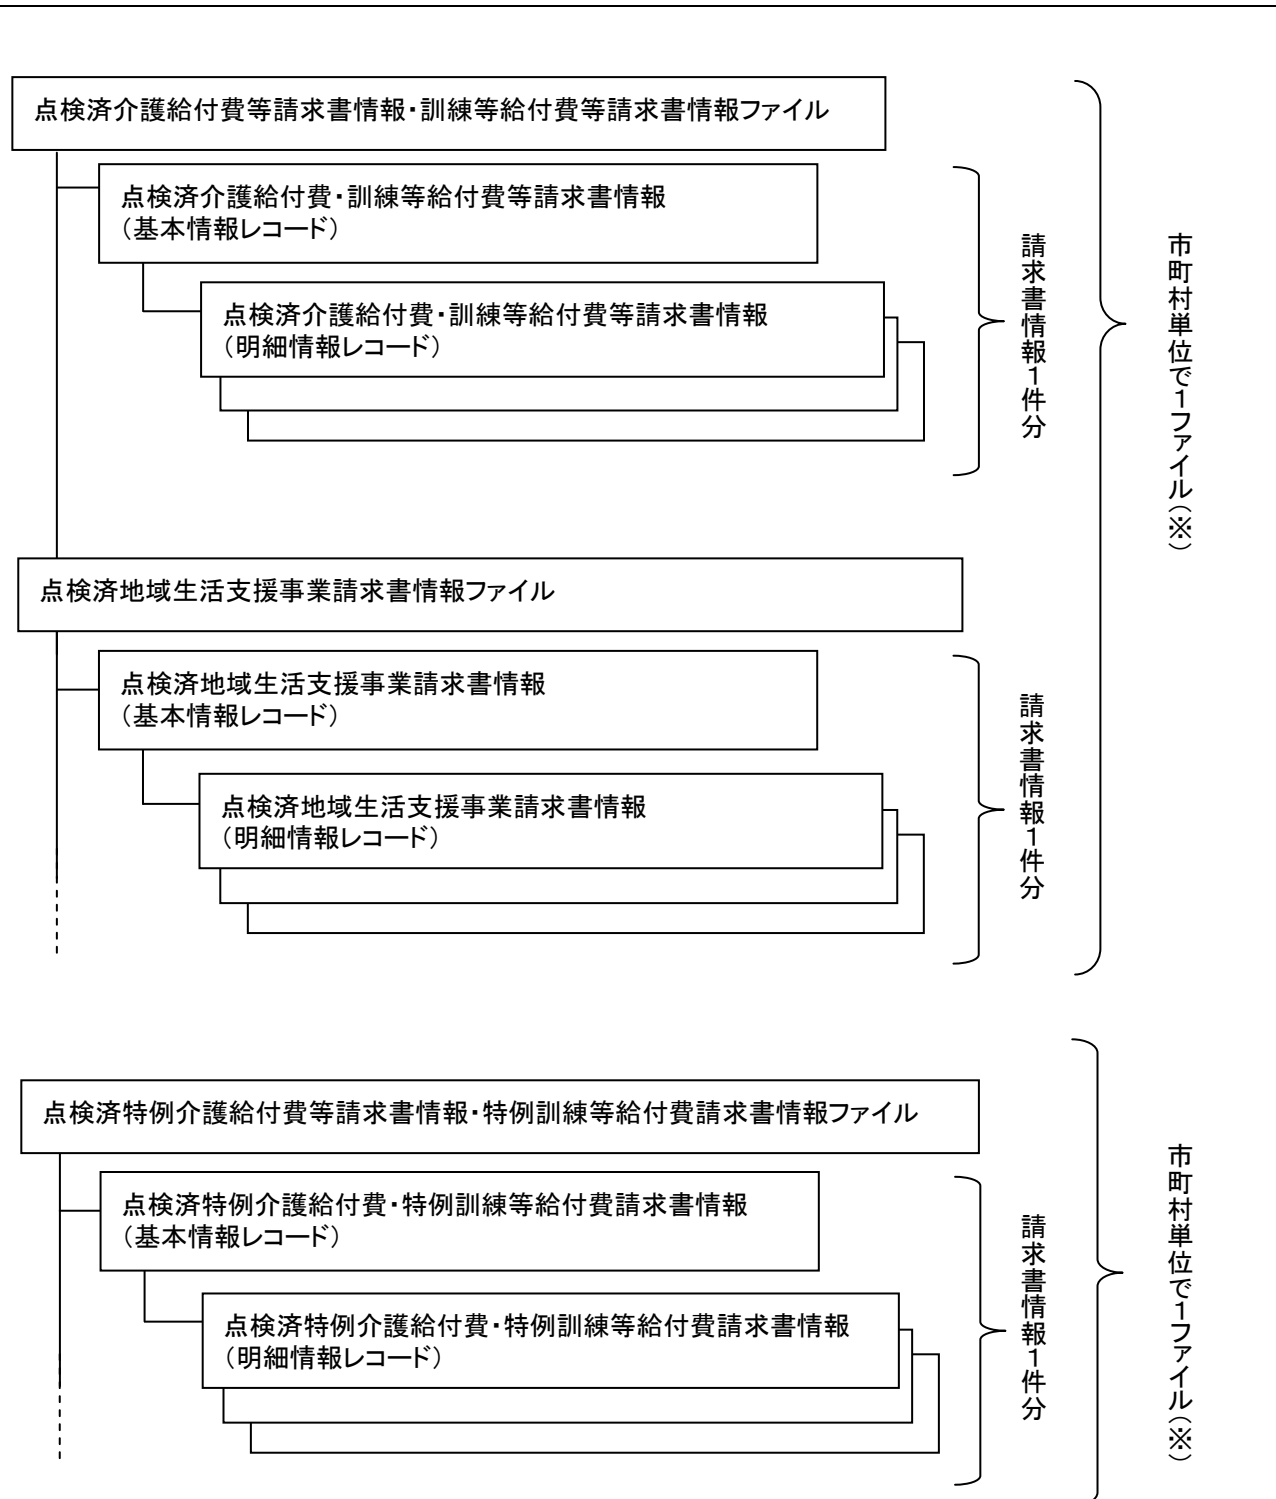 点検済介護給付費等請求書情報・訓練等給付費等請求書情報ファイル
点検済介護給付費・訓練等給付費等請求書情報
（基本情報レコード）
点検済介護給付費・訓練等給付費等請求書情報
（明細情報レコード）
請求書情報１件分
市町村単位で１ファイル（※）
点検済地域生活支援事業請求書情報ファイル
点検済地域生活支援事業請求書情報
（基本情報レコード）
点検済地域生活支援事業請求書情報
（明細情報レコード）
請求書情報１件分
点検済特例介護給付費等請求書情報・特例訓練等給付費請求書情報ファイル
点検済特例介護給付費・特例訓練等給付費請求書情報
（基本情報レコード）
点検済特例介護給付費・特例訓練等給付費請求書情報
（明細情報レコード）
請求書情報１件分
市町村単位で１ファイル（※）